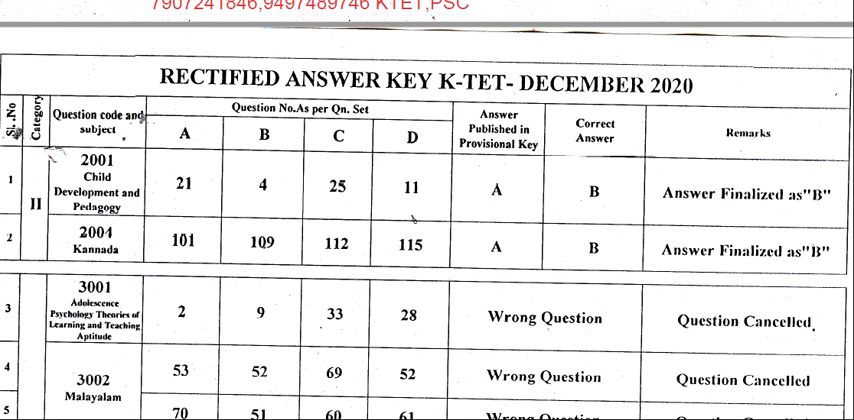 7907241846,9497489746 KTET,PSC
RECTIFIED ANSWER KEY K-TET- DECEMBER 2020
Sl.No Category Question code and subject Question No.As per Qn. Set Answer Published in Provisional Key Correct Answer Remarks
A B C D
1 II 2001 Child Development and Pedagogy 21 4 25 11 A B Answer Finalized as"B"
2 2004 Kannada 101 109 112 115 A B Answer Finalized as"B"
3 3001 Adolescence Psychology Theories of Learning and Teaching Aptitude 2 9 33 28 Wrong Question Question Cancelled
4 3002 Malayalam 53 52 69 52 Wrong Question Question Cancelled
5 70 51 60 61 Wrong Question